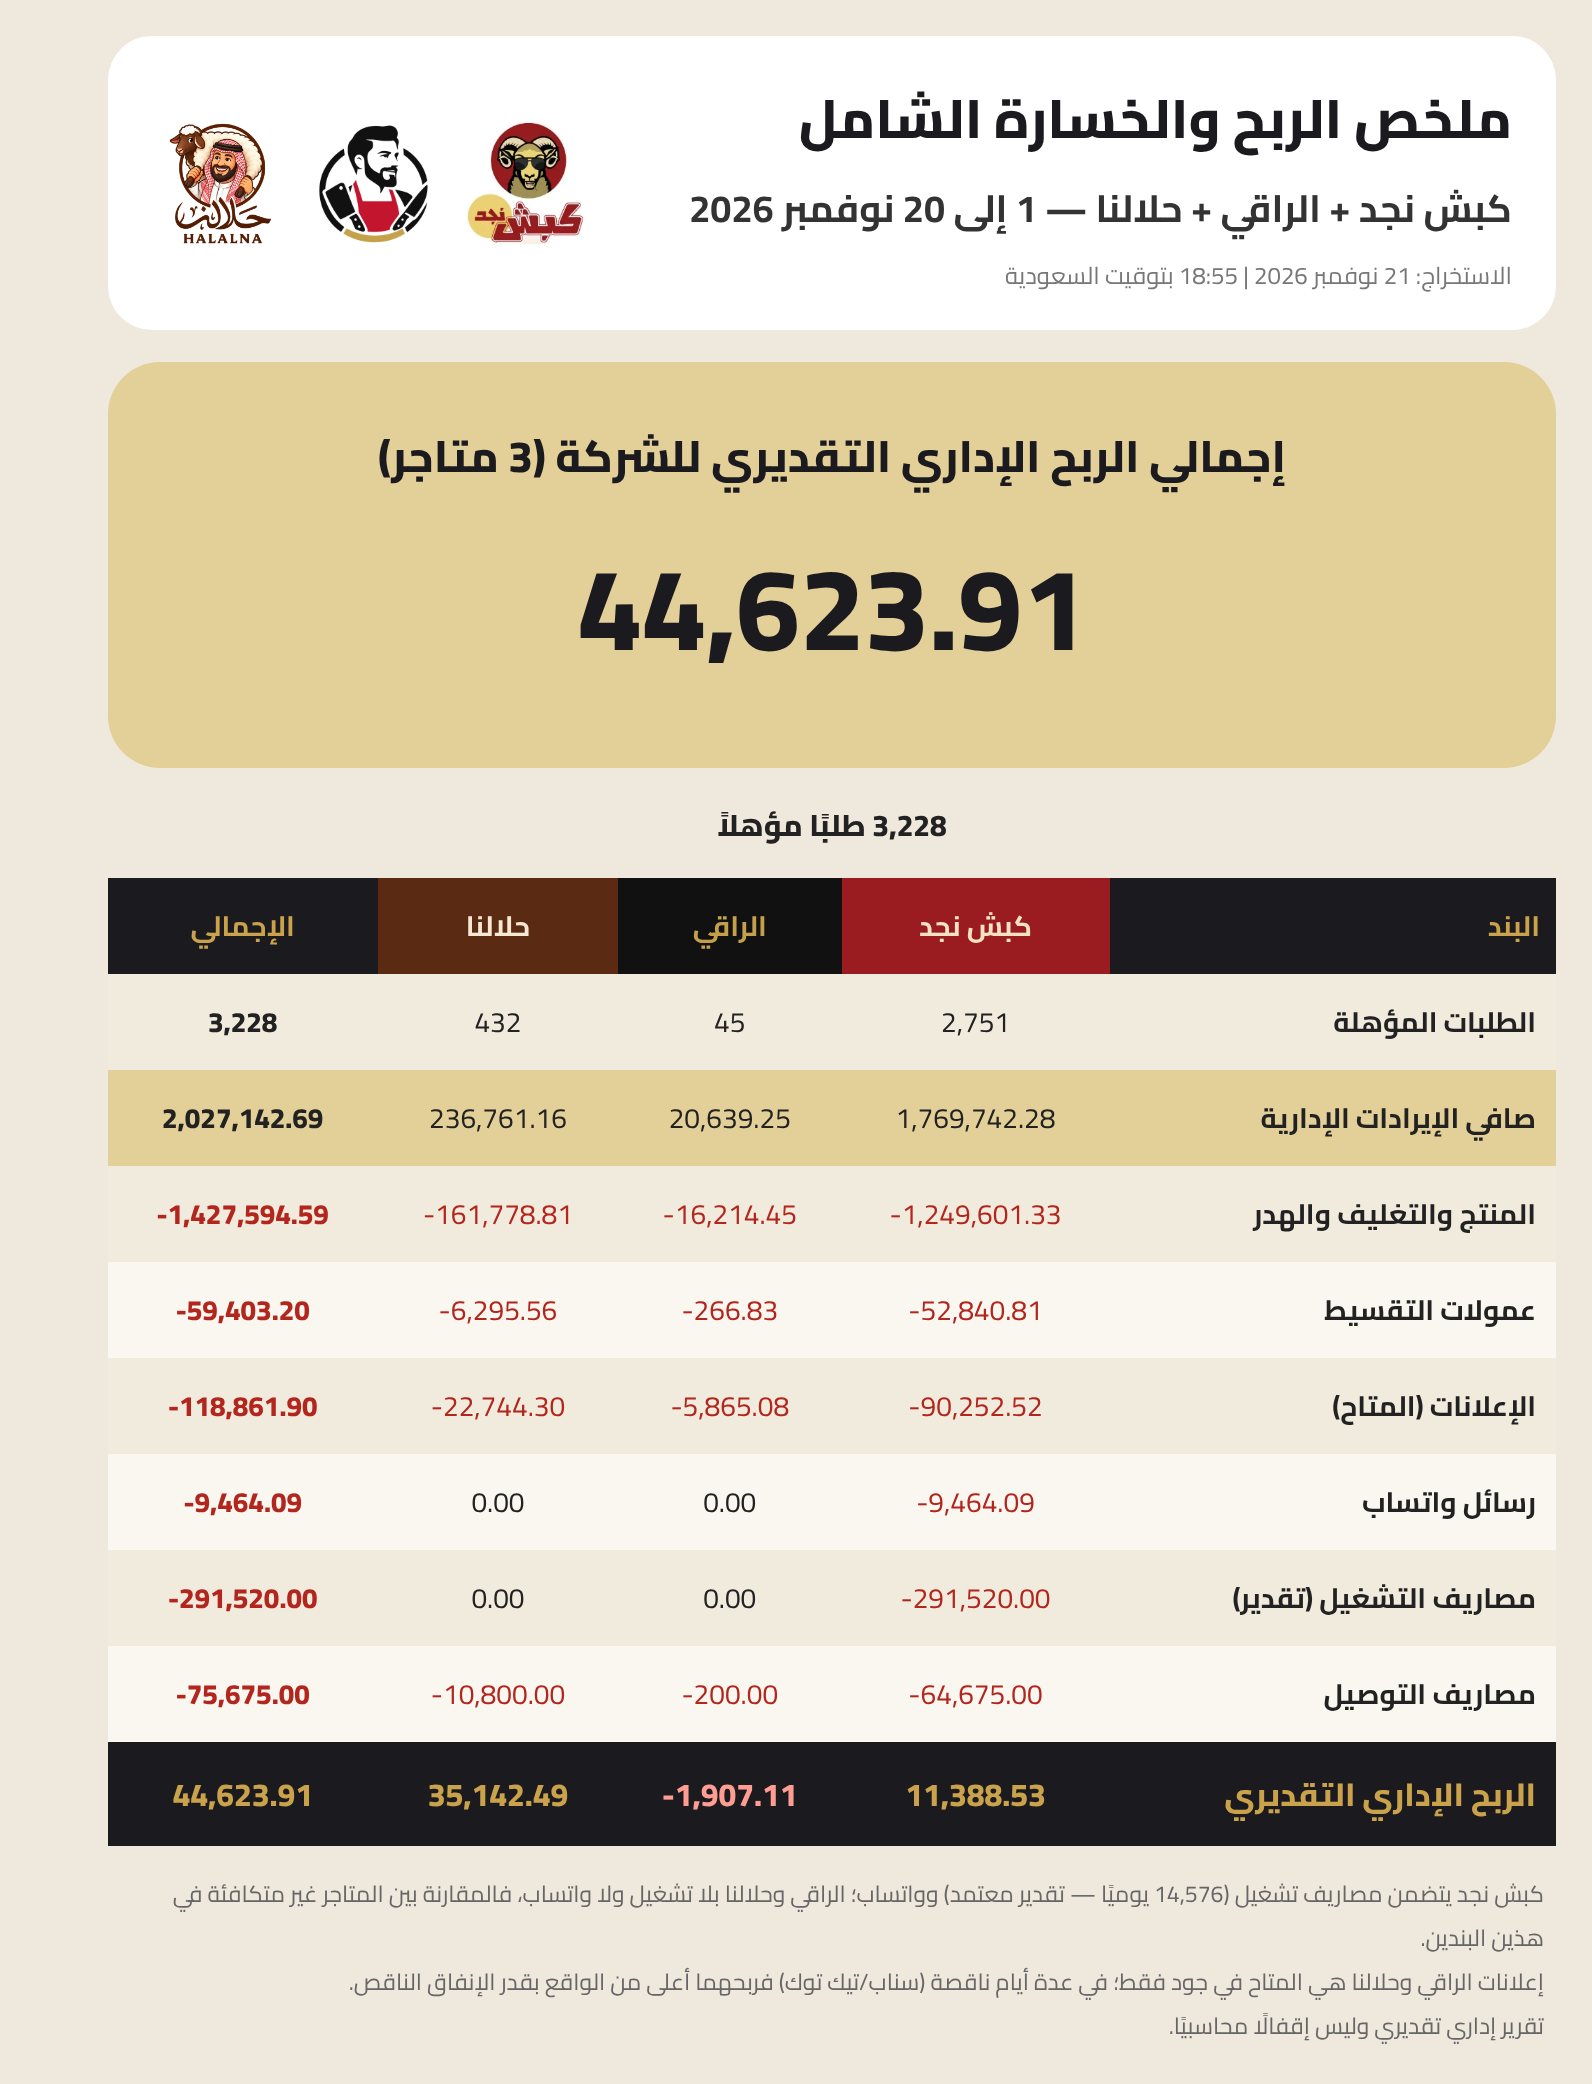 ملخص الربح والخسارة الشامل
كبش نجد + الراقي + حلالنا — 1 إلى 20 نوفمبر 2026
الاستخراج: 21 نوفمبر 2026 | 18:55 بتوقيت السعودية
كبش نجد
حلالنا
HALALNA
إجمالي الربح الإداري التقديري للشركة (3 متاجر)
44,623.91
3,228 طلبًا مؤهلاً
البند كبش نجد الراقي حلالنا الإجمالي
الطلبات المؤهلة 2,751 45 432 3,228
صافي الإيرادات الإدارية 1,769,742.28 20,639.25 236,761.16 2,027,142.69
المنتج والتغليف والهدر -1,249,601.33 -16,214.45 -161,778.81 -1,427,594.59
عمولات التقسيط -52,840.81 -266.83 -6,295.56 -59,403.20
الإعلانات (المتاح) -90,252.52 -5,865.08 -22,744.30 -118,861.90
رسائل واتساب -9,464.09 0.00 0.00 -9,464.09
مصاريف التشغيل (تقدير) -291,520.00 0.00 0.00 -291,520.00
مصاريف التوصيل -64,675.00 -200.00 -10,800.00 -75,675.00
الربح الإداري التقديري 11,388.53 -1,907.11 35,142.49 44,623.91
كبش نجد يتضمن مصاريف تشغيل (14,576 يوميًا — تقدير معتمد) وواتساب؛ الراقي وحلالنا بلا تشغيل ولا واتساب، فالمقارنة بين المتاجر غير متكافئة في
هذين البندين.
إعلانات الراقي وحلالنا هي المتاح في جود فقط؛ في عدة أيام ناقصة (سناب/تيك توك) فربحهما أعلى من الواقع بقدر الإنفاق الناقص.
تقرير إداري تقديري وليس إقفالًا محاسبيًا.